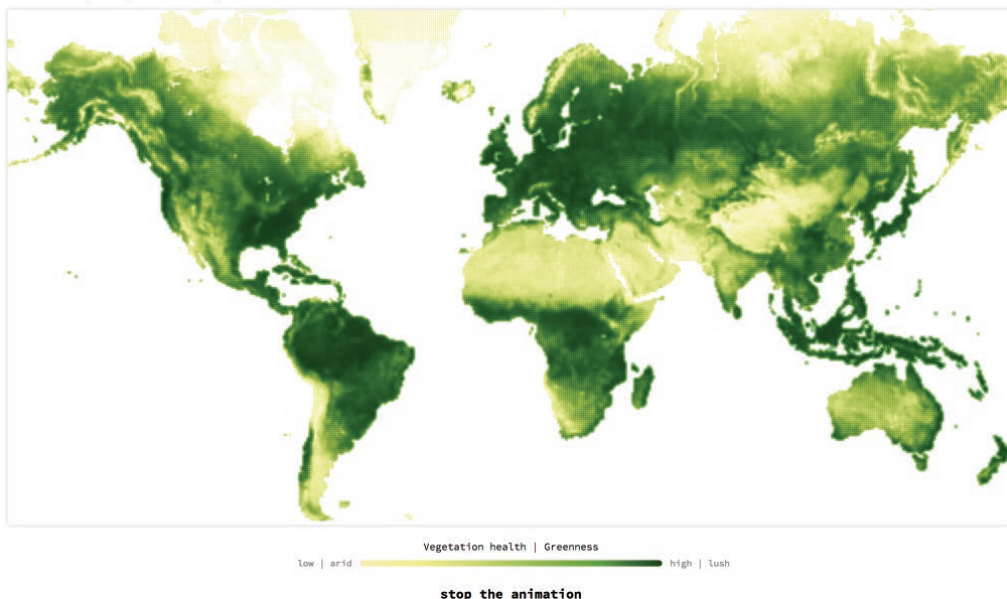 Vegetation health | Greenness
low | arid high | lush
stop the animation